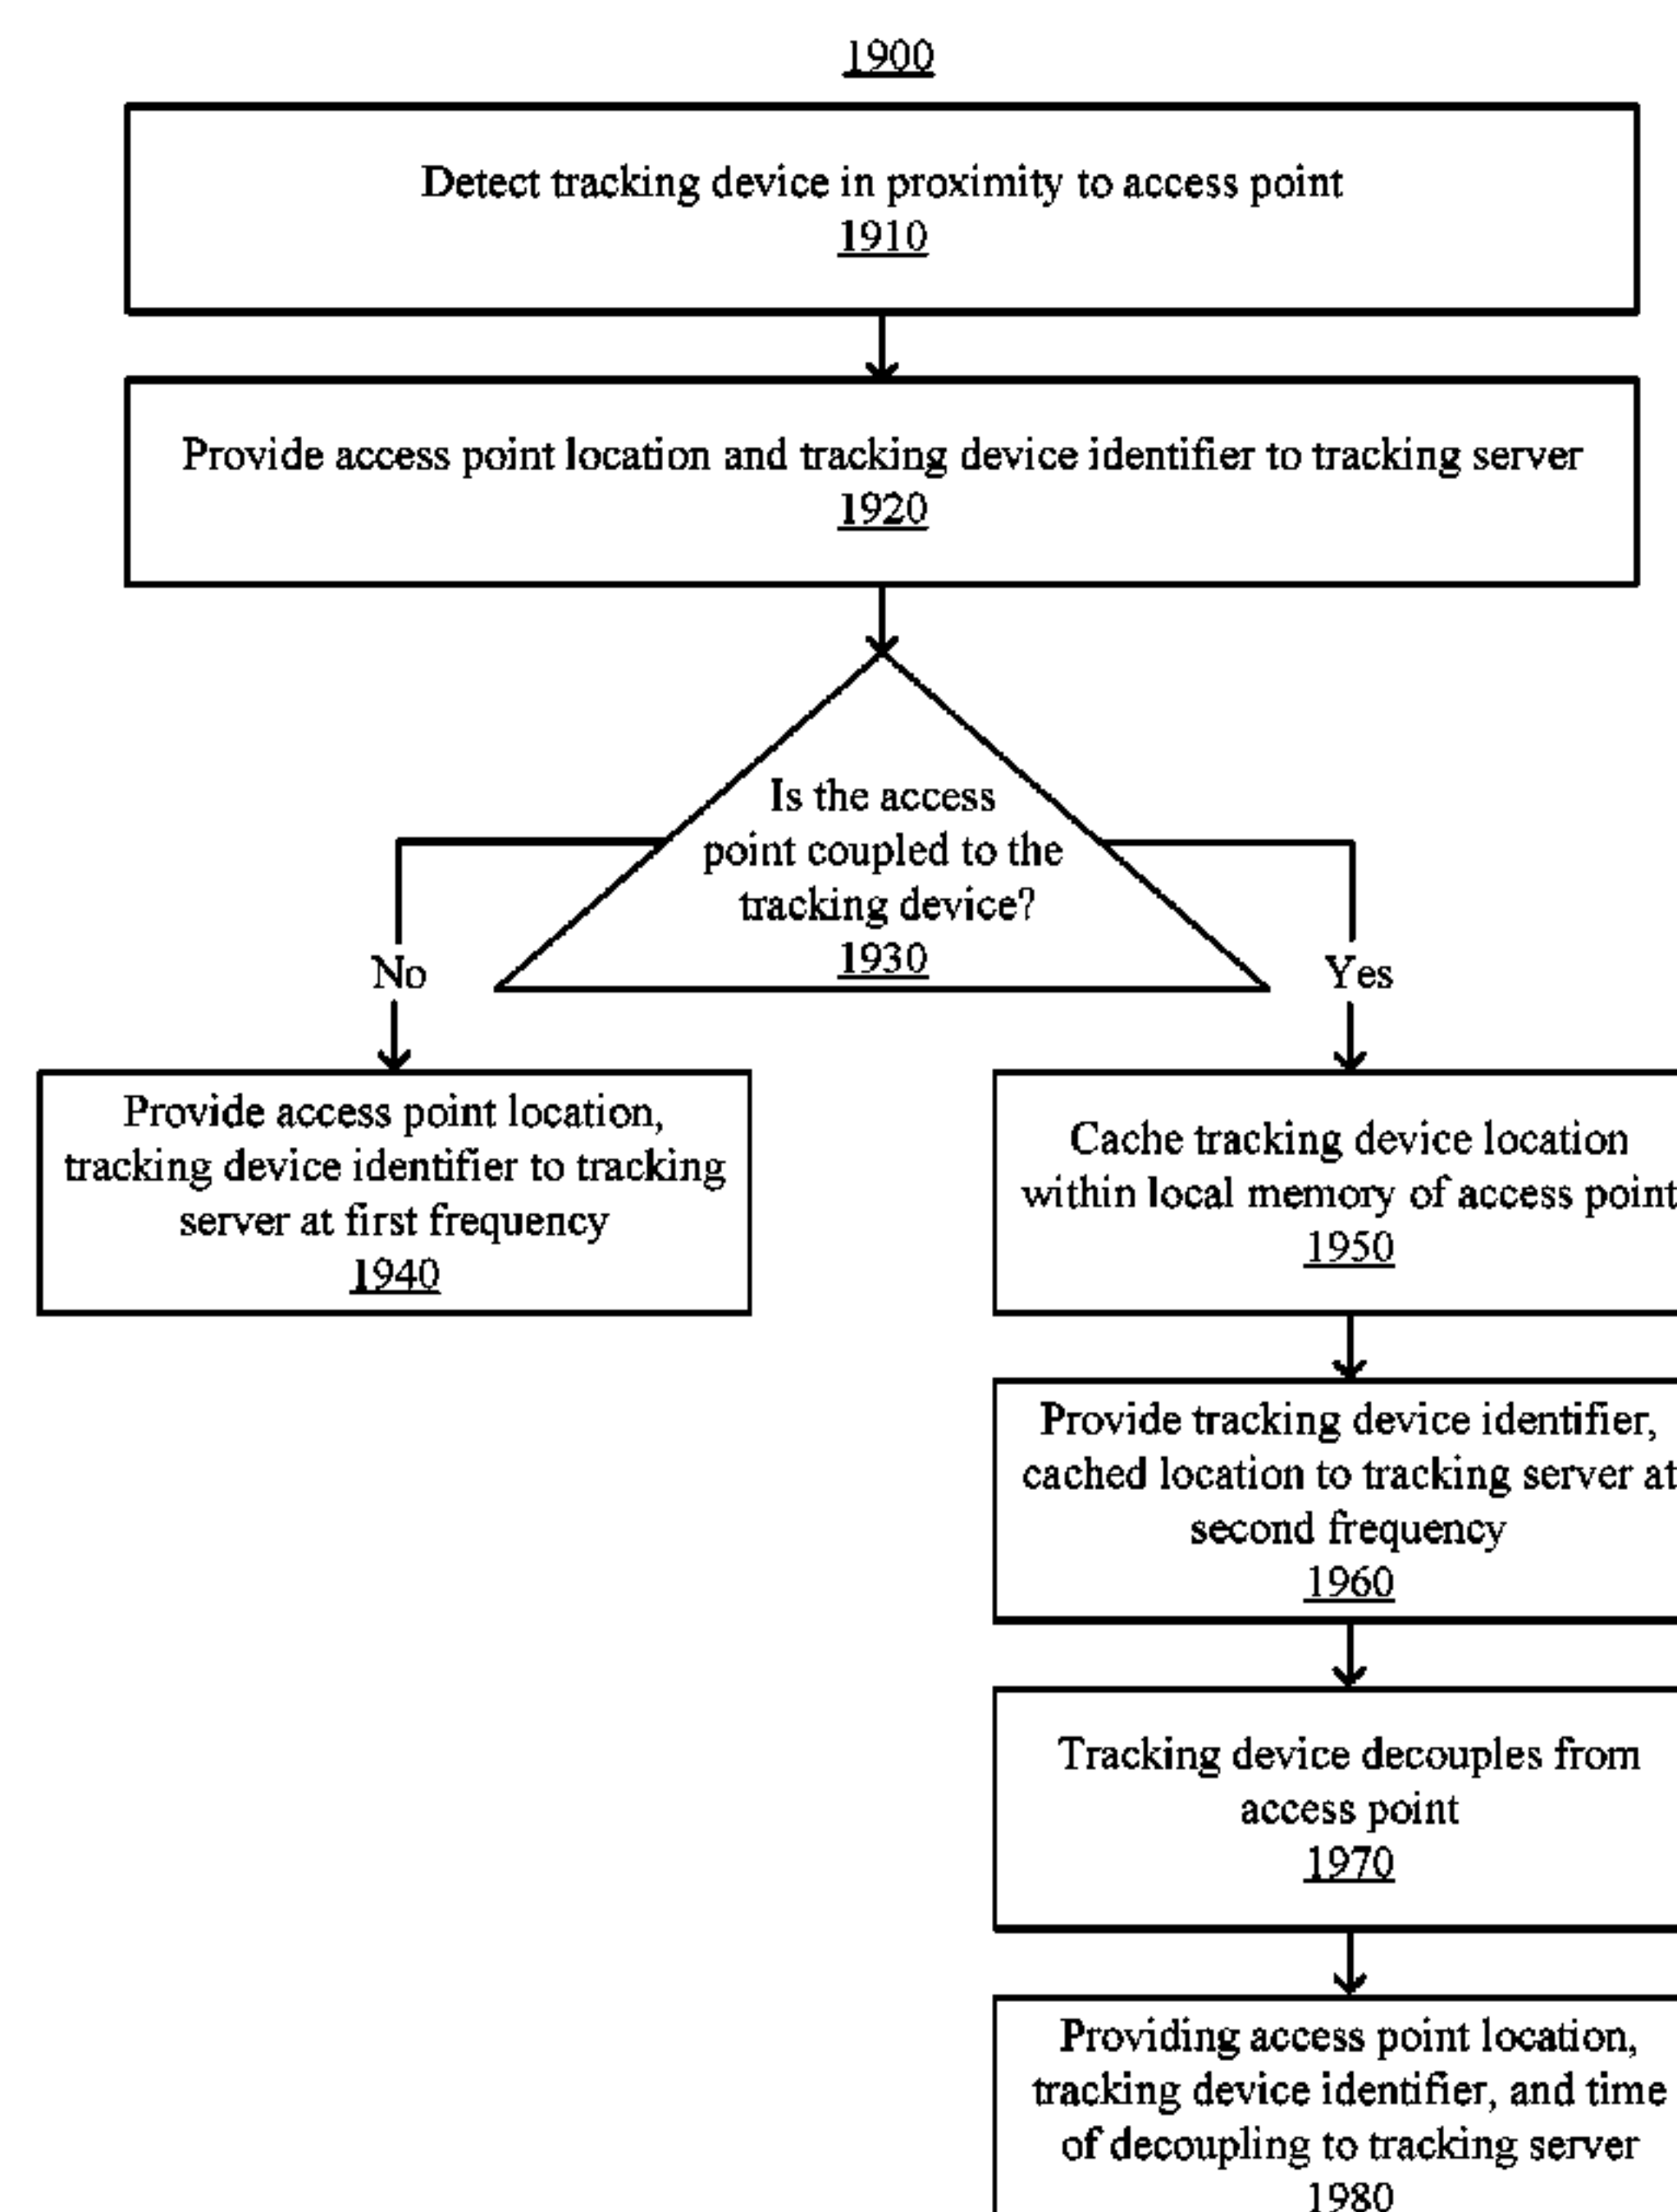 1900
Detect tracking device in proximity to access point
1910
Provide access point location and tracking device identifier to tracking server
1920
Is the access
point coupled to the
tracking device?
1930
No
Yes
Provide access point location,
tracking device identifier to tracking
server at first frequency
1940
Cache tracking device location
within local memory of access point
1950
Provide tracking device identifier,
cached location to tracking server at
second frequency
1960
Tracking device decouples from
access point
1970
Providing access point location,
tracking device identifier, and time
of decoupling to tracking server
1980